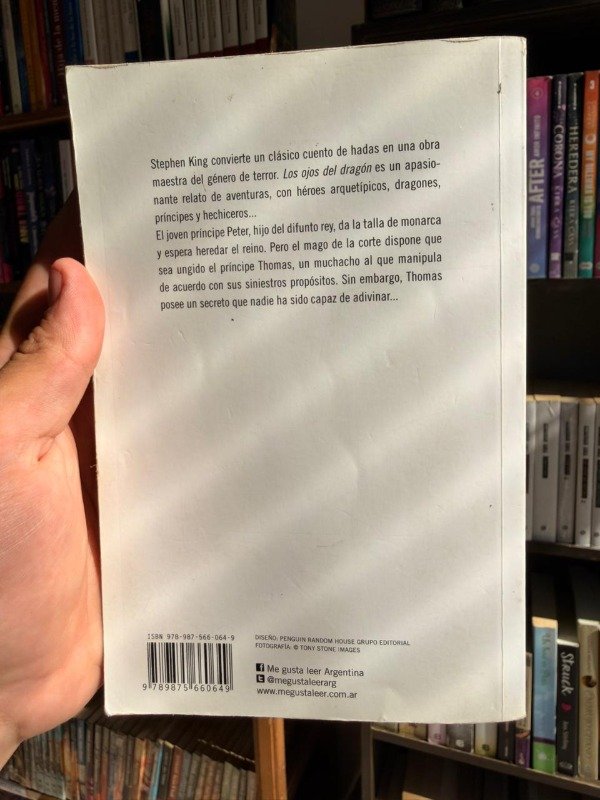 Stephen King convierte un clásico cuento de hadas en una obra
maestra del género de terror. Los ojos del dragón es un apasio-
nante relato de aventuras, con héroes arquetípicos, dragones,
príncipes y hechiceros...
El joven príncipe Peter, hijo del difunto rey, da la talla de monarca
y espera heredar el reino. Pero el mago de la corte dispone que
sea ungido el príncipe Thomas, un muchacho al que manipula
de acuerdo con sus siniestros propósitos. Sin embargo, Thomas
posee un secreto que nadie ha sido capaz de adivinar...
ISBN 978-987-566-064-9
9 789875 660649
DISEÑO: PENGUIN RANDOM HOUSE GRUPO EDITORIAL
FOTOGRAFÍA: © TONY STONE IMAGES
Me gusta leer Argentina
@megustaleerarg
www.megustaleer.com.ar
CORONA
HEREDERA
Struck